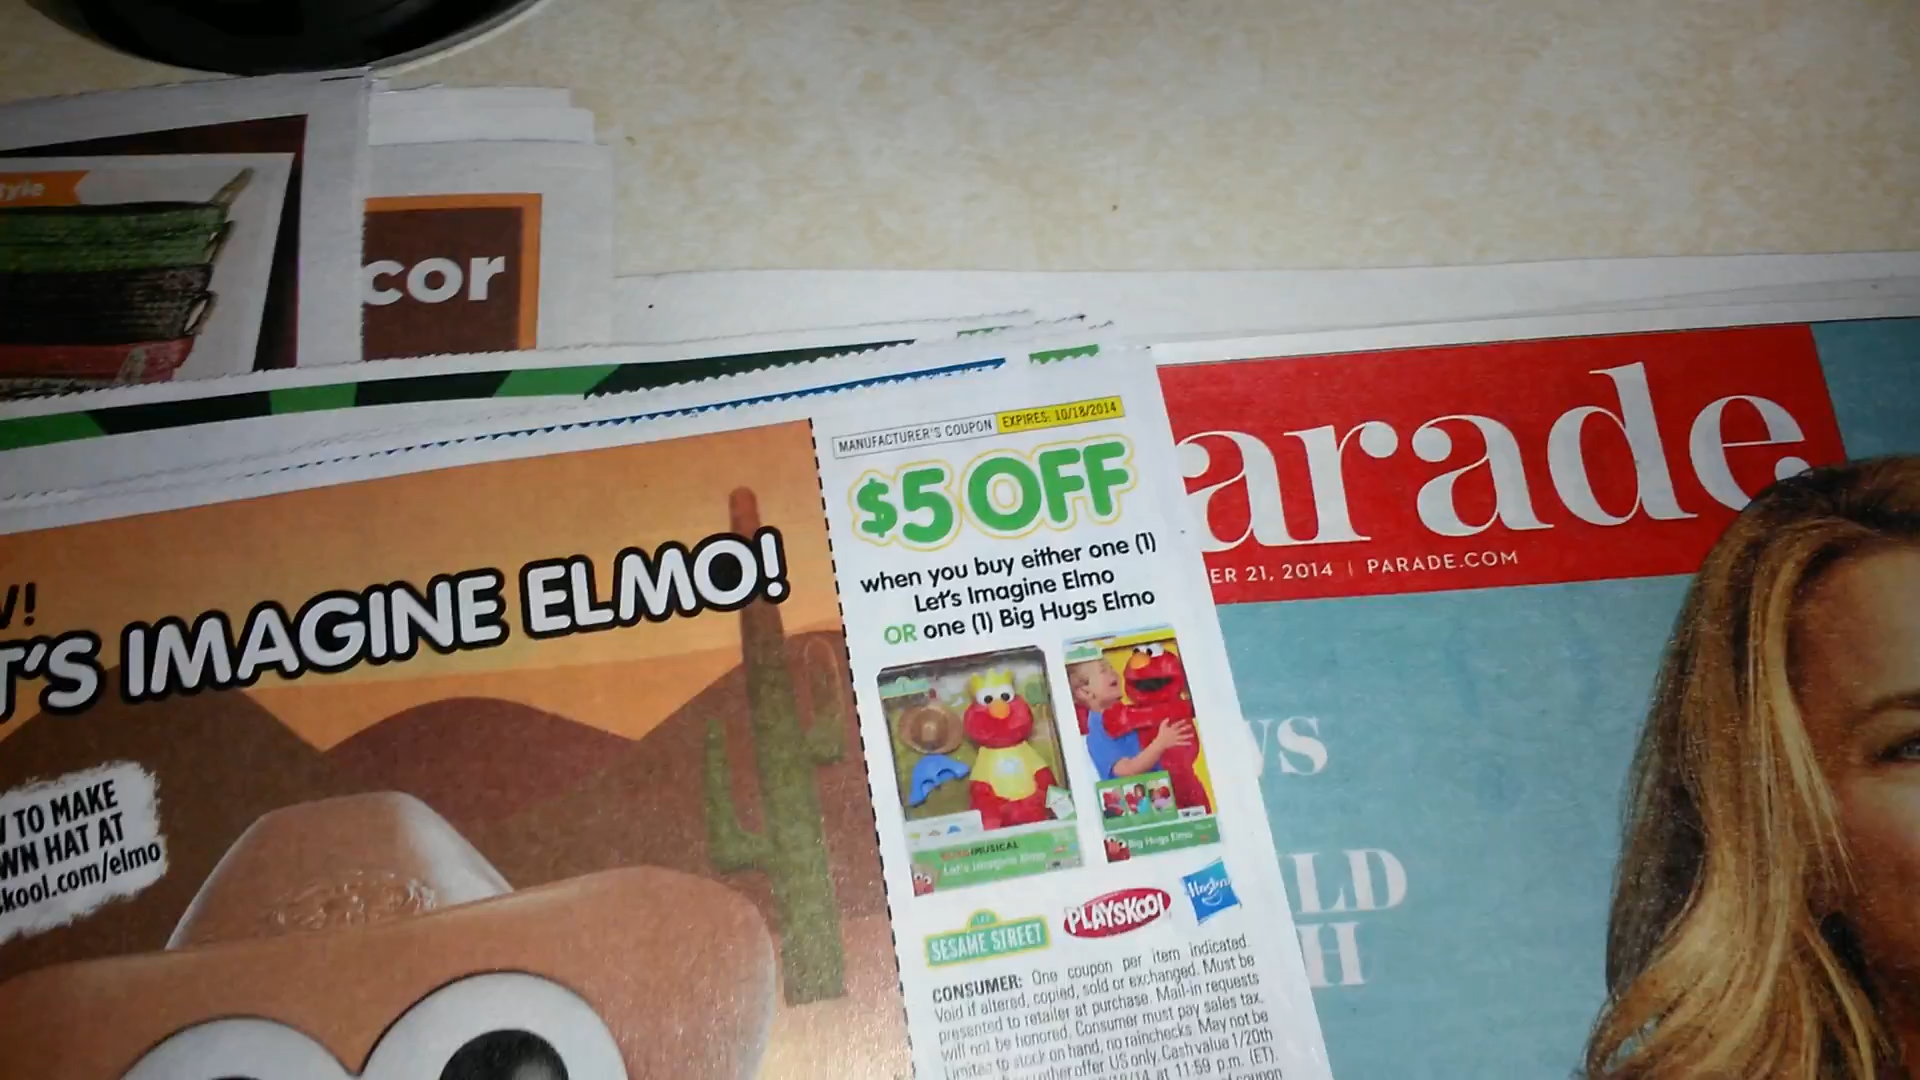 tyle
cor
arade
ER 21, 2014 | PARADE.COM
WS
LD
H
MANUFACTURER'S COUPON EXPIRES: 10/18/2014
$5 OFF
when you buy either one (1)
Let's Imagine Elmo
OR one (1) Big Hugs Elmo
MUSICAL
Let's Imagine Elmo
Big Hugs Elmo
SESAME STREET
PLAYSKOOL
Hasbro
CONSUMER: One coupon per item indicated.
Void if altered, copied, sold or exchanged. Must be
presented to retailer at purchase. Mail-in requests
will not be honored. Consumer must pay sales tax.
Limited to stock on hand, no rainchecks. May not be
other offer US only. Cash value 1/20th
at 11:59 p.m. (ET).
coupon
W!
T'S IMAGINE ELMO!
TO MAKE
WN HAT AT
skool.com/elmo